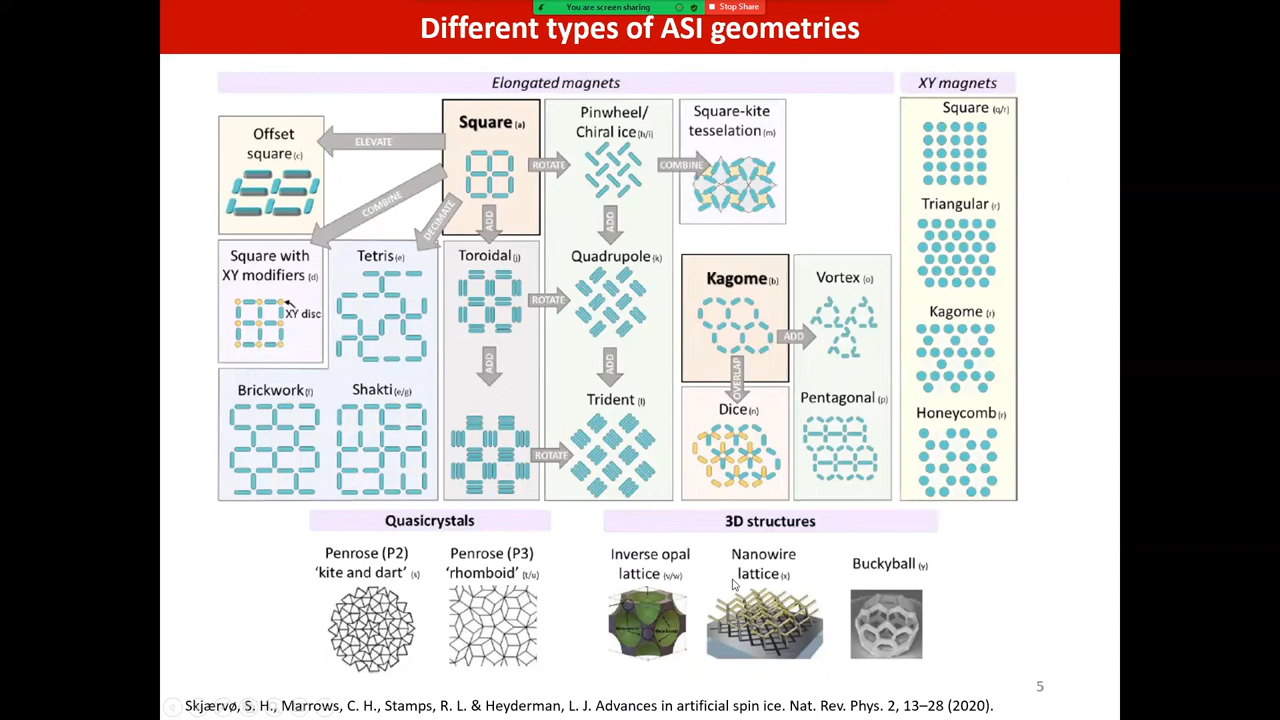 You are screen sharing
Stop Share
Different types of ASI geometries
Elongated magnets
XY magnets
Offset
square (c)
ELEVATE
Square (a)
ROTATE
Pinwheel/
Chiral ice (h/i)
COMBINE
Square-kite
tesselation (m)
Square (q/r)
COMBINE
DECIMATE
ADD
ADD
Triangular (r)
Square with
XY modifiers (d)
XY disc
Tetris (e)
Toroidal (j)
ROTATE
Quadrupole (k)
Kagome (b)
ADD
Vortex (o)
Kagome (r)
ADD
ADD
OVERLAP
Brickwork (f)
Shakti (e/g)
ROTATE
Trident (l)
Dice (n)
Pentagonal (p)
Honeycomb (r)
Quasicrystals
3D structures
Penrose (P2)
'kite and dart' (s)
Penrose (P3)
'rhomboid' (t/u)
Inverse opal
lattice (v/w)
Nanowire
lattice (x)
Buckyball (y)
5
Skjærvø, S. H., Marrows, C. H., Stamps, R. L. & Heyderman, L. J. Advances in artificial spin ice. Nat. Rev. Phys. 2, 13–28 (2020).